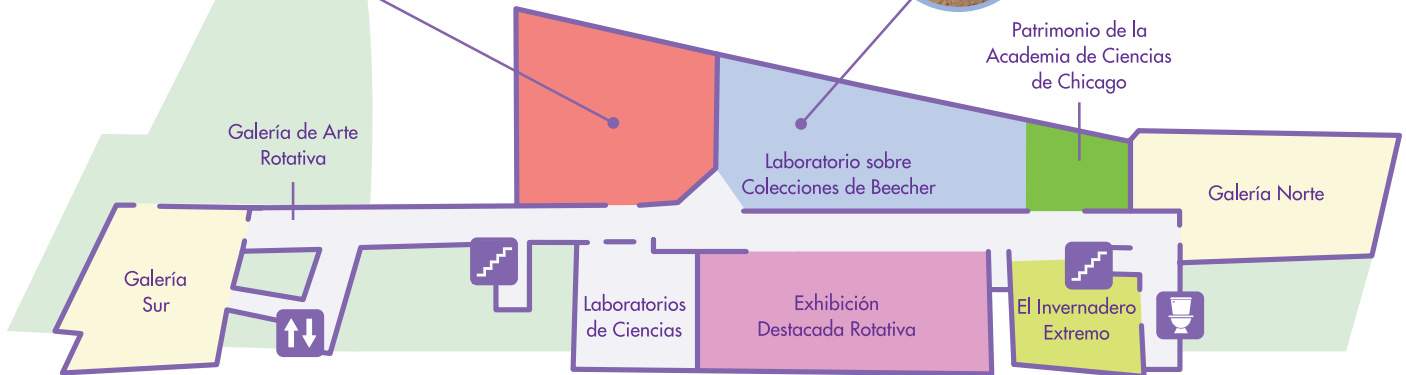 Patrimonio de la
Academia de Ciencias
de Chicago
Galería de Arte
Rotativa
Laboratorio sobre
Colecciones de Beecher
Galería Norte
Galería
Sur
Laboratorios
de Ciencias
Exhibición
Destacada Rotativa
El Invernadero
Extremo